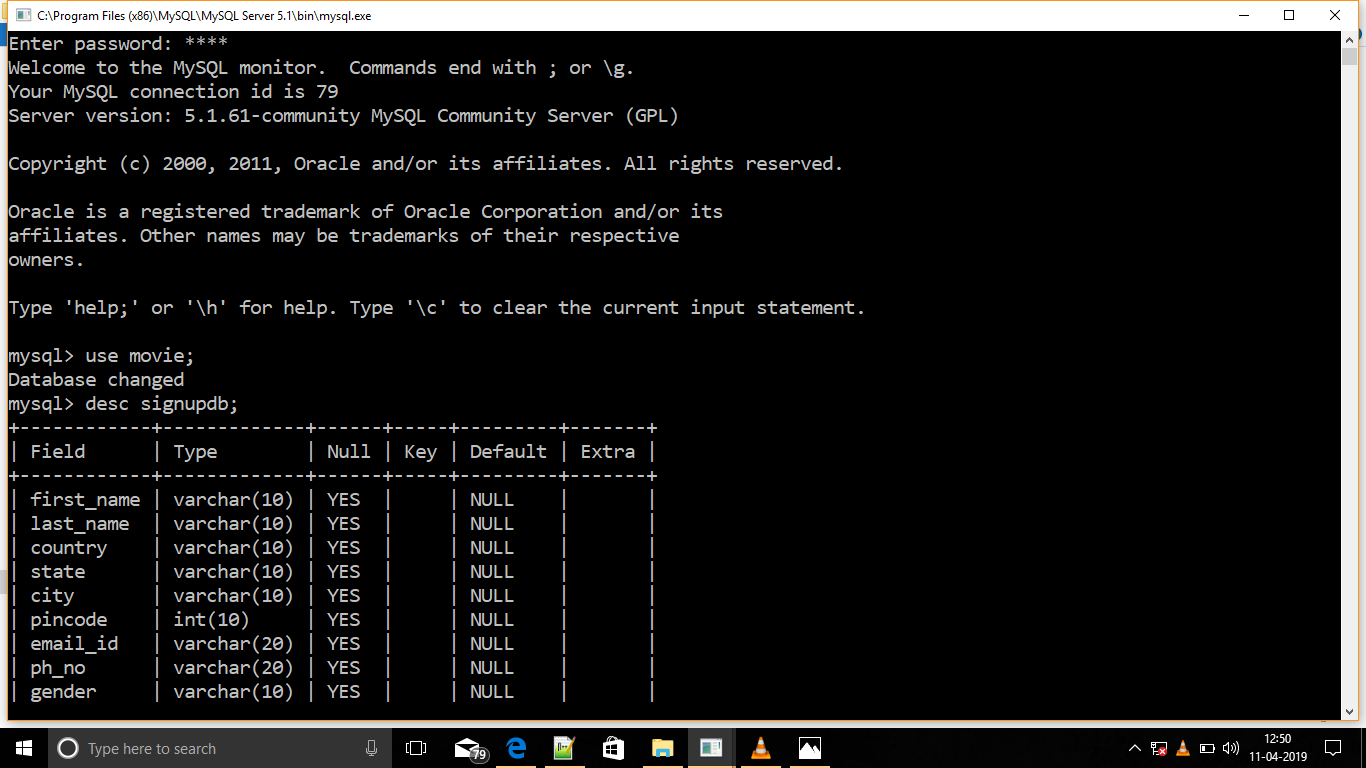 C:\Program Files (x86)\MySQL\MySQL Server 5.1\bin\mysql.exe
Enter password: ****
Welcome to the MySQL monitor.  Commands end with ; or \g.
Your MySQL connection id is 79
Server version: 5.1.61-community MySQL Community Server (GPL)

Copyright (c) 2000, 2011, Oracle and/or its affiliates. All rights reserved.

Oracle is a registered trademark of Oracle Corporation and/or its
affiliates. Other names may be trademarks of their respective
owners.

Type 'help;' or '\h' for help. Type '\c' to clear the current input statement.

mysql> use movie;
Database changed
mysql> desc signupdb;
+------------+-------------+------+-----+---------+-------+
| Field      | Type        | Null | Key | Default | Extra |
+------------+-------------+------+-----+---------+-------+
| first_name | varchar(10) | YES  |     | NULL    |       |
| last_name  | varchar(10) | YES  |     | NULL    |       |
| country    | varchar(10) | YES  |     | NULL    |       |
| state      | varchar(10) | YES  |     | NULL    |       |
| city       | varchar(10) | YES  |     | NULL    |       |
| pincode    | int(10)     | YES  |     | NULL    |       |
| email_id   | varchar(20) | YES  |     | NULL    |       |
| ph_no      | varchar(20) | YES  |     | NULL    |       |
| gender     | varchar(10) | YES  |     | NULL    |       |
Type here to search
79
12:50
11-04-2019